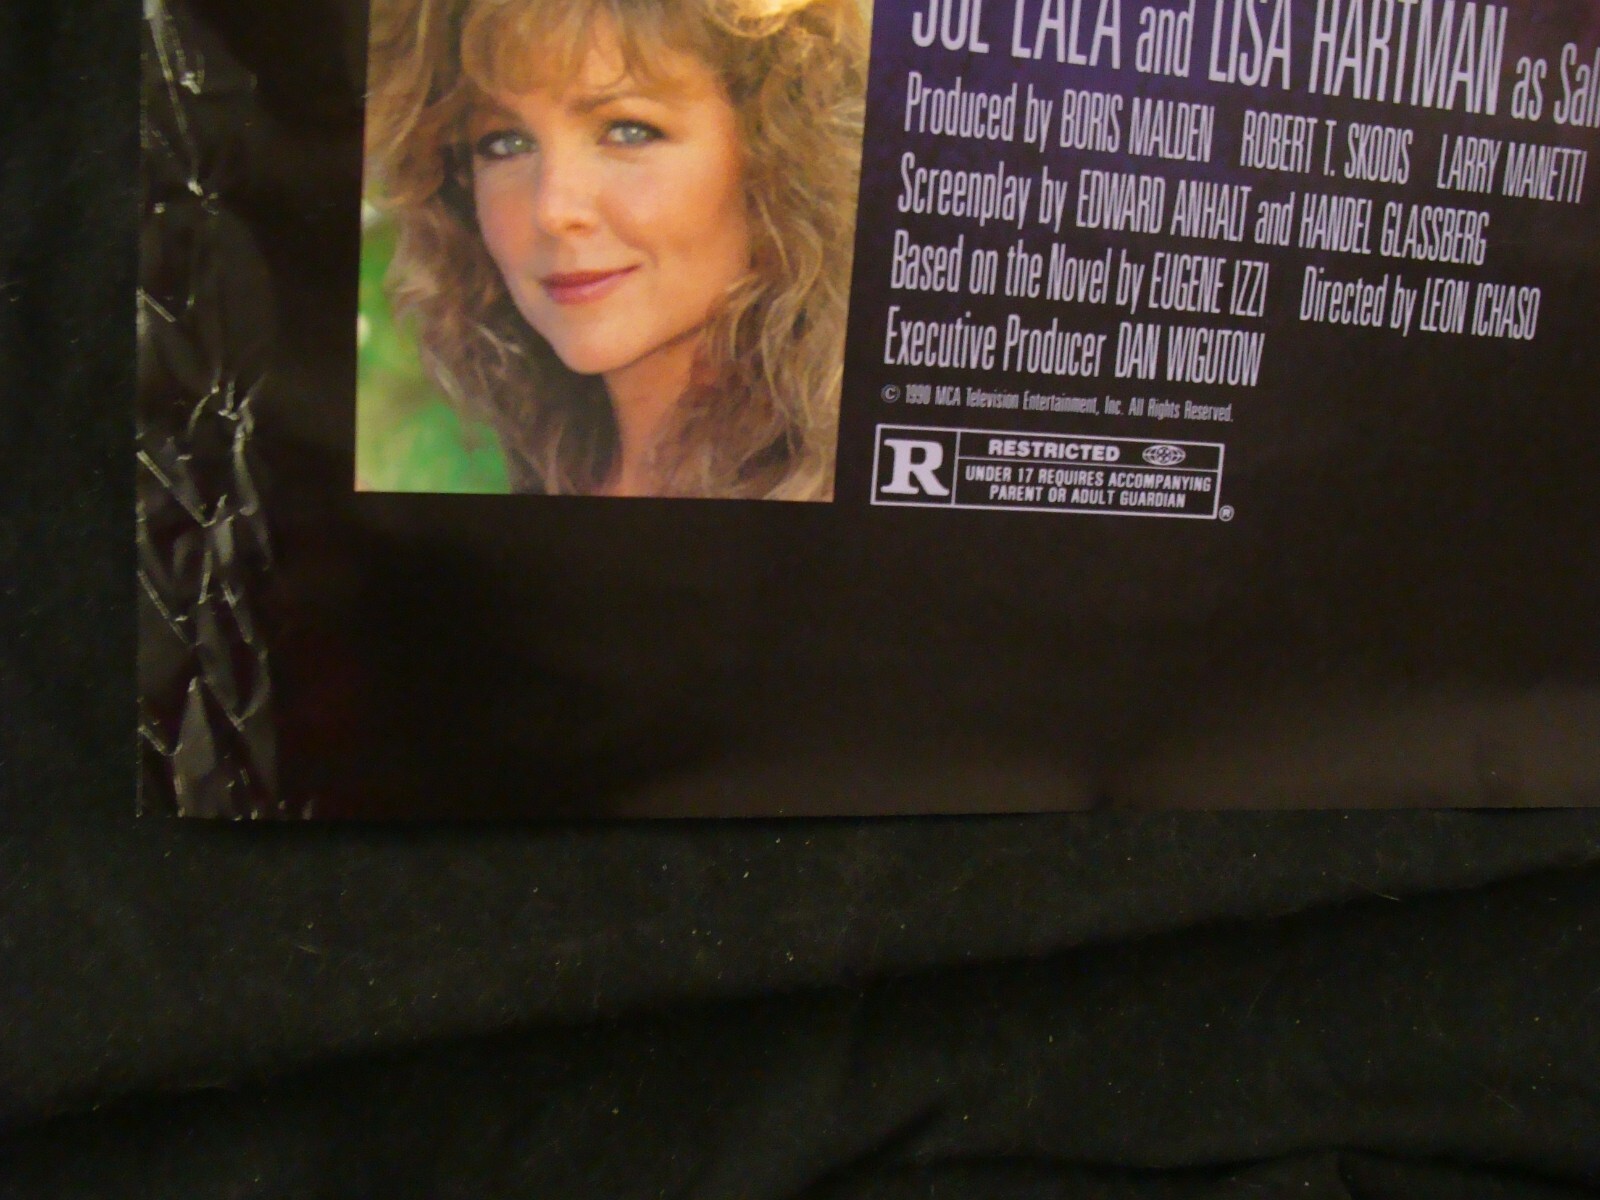 JOE LALA and LISA HARTMAN as Sal
Produced by BORIS MALDEN ROBERT T. SKODIS LARRY MANETTI
Screenplay by EDWARD ANHALT and HANDEL GLASSBERG
Based on the Novel by EUGENE IZZI Directed by LEON ICHASO
Executive Producer DAN WIGUTOW
© 1990 MCA Television Entertainment, Inc. All Rights Reserved.
R RESTRICTED
UNDER 17 REQUIRES ACCOMPANYING
PARENT OR ADULT GUARDIAN
®